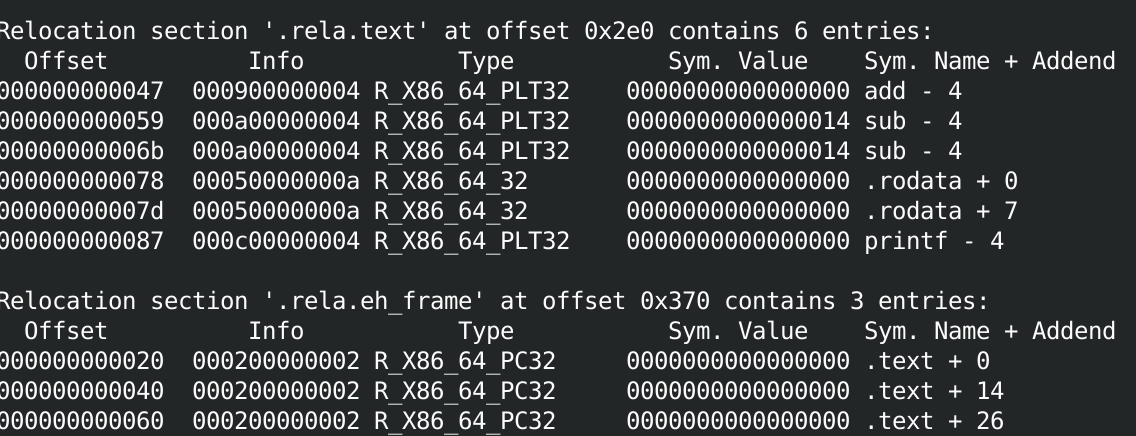 Relocation section '.rela.text' at offset 0x2e0 contains 6 entries:
Offset Info Type Sym. Value Sym. Name + Addend
000000000047 000900000004 R_X86_64_PLT32 0000000000000000 add - 4
000000000059 000a00000004 R_X86_64_PLT32 0000000000000014 sub - 4
00000000006b 000a00000004 R_X86_64_PLT32 0000000000000014 sub - 4
000000000078 00050000000a R_X86_64_32 0000000000000000 .rodata + 0
00000000007d 00050000000a R_X86_64_32 0000000000000000 .rodata + 7
000000000087 000c00000004 R_X86_64_PLT32 0000000000000000 printf - 4
Relocation section '.rela.eh_frame' at offset 0x370 contains 3 entries:
Offset Info Type Sym. Value Sym. Name + Addend
000000000020 000200000002 R_X86_64_PC32 0000000000000000 .text + 0
000000000040 000200000002 R_X86_64_PC32 0000000000000000 .text + 14
000000000060 000200000002 R_X86_64_PC32 0000000000000000 .text + 26